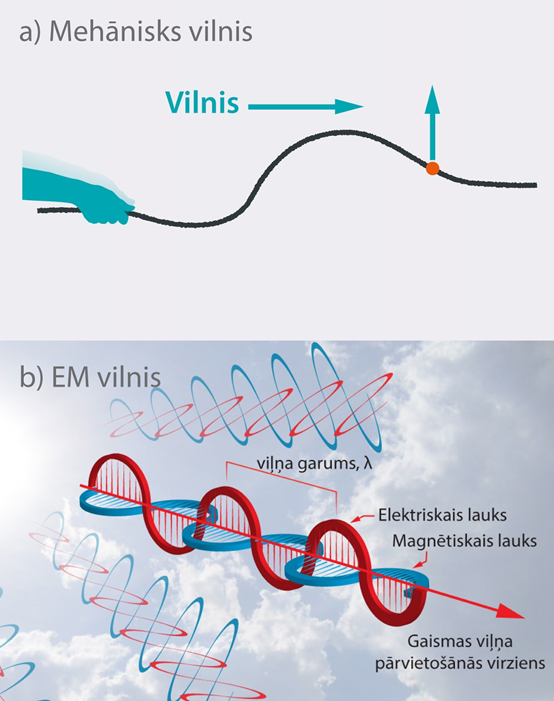 a) Mehānisks vilnis
Vilnis
b) EM vilnis
viļņa garums, λ
Elektriskais lauks
Magnētiskais lauks
Gaismas viļņa
pārvietošānās virziens